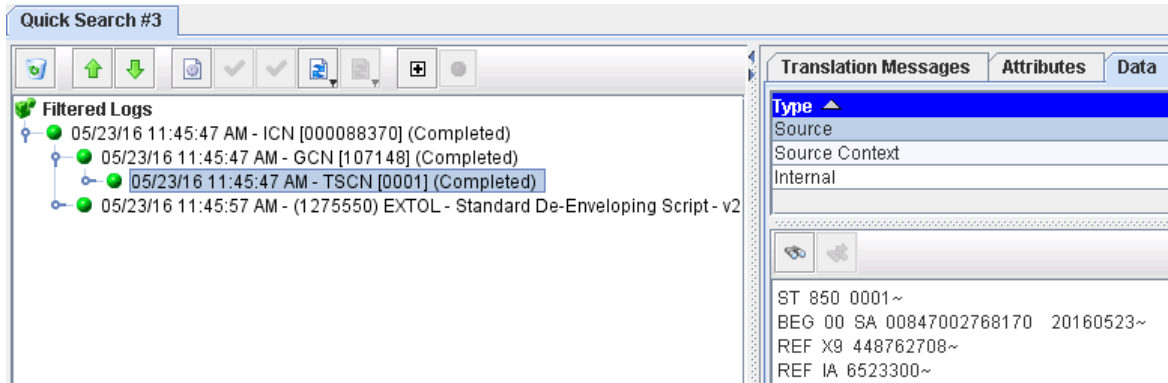 Quick Search #3
Filtered Logs
05/23/16 11:45:47 AM - ICN [000088370] (Completed)
05/23/16 11:45:47 AM - GCN [107148] (Completed)
05/23/16 11:45:47 AM - TSCN [0001] (Completed)
05/23/16 11:45:57 AM - (1275550) EXTOL - Standard De-Enveloping Script - v2
Translation Messages Attributes Data
Type
Source
Source Context
Internal
ST 850 0001~
BEG 00 SA 00847002768170 20160523~
REF X9 448762708~
REF IA 6523300~